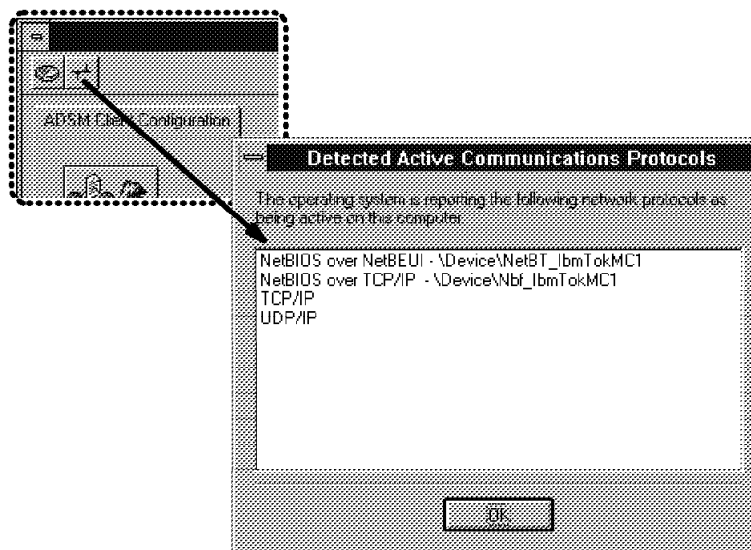 ADSM Client Configuration
Detected Active Communications Protocols
The operating system is reporting the following network protocols as
being active on this computer
NetBIOS over NetBEUI - \Device\NetBT_IbmTokMC1
NetBIOS over TCP/IP - \Device\Nbf_IbmTokMC1
TCP/IP
UDP/IP
OK